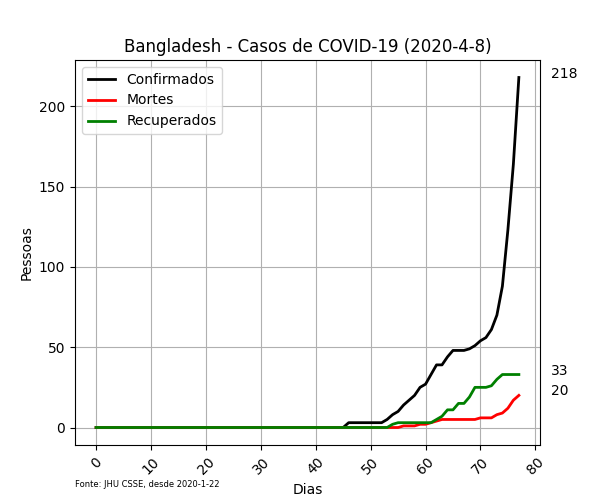 Bangladesh - Casos de COVID-19 (2020-4-8)
Confirmados
Mortes
Recuperados
218
33
20
200
150
100
50
0
Pessoas
0 10 20 30 40 50 60 70 80
Dias
Fonte: JHU CSSE, desde 2020-1-22